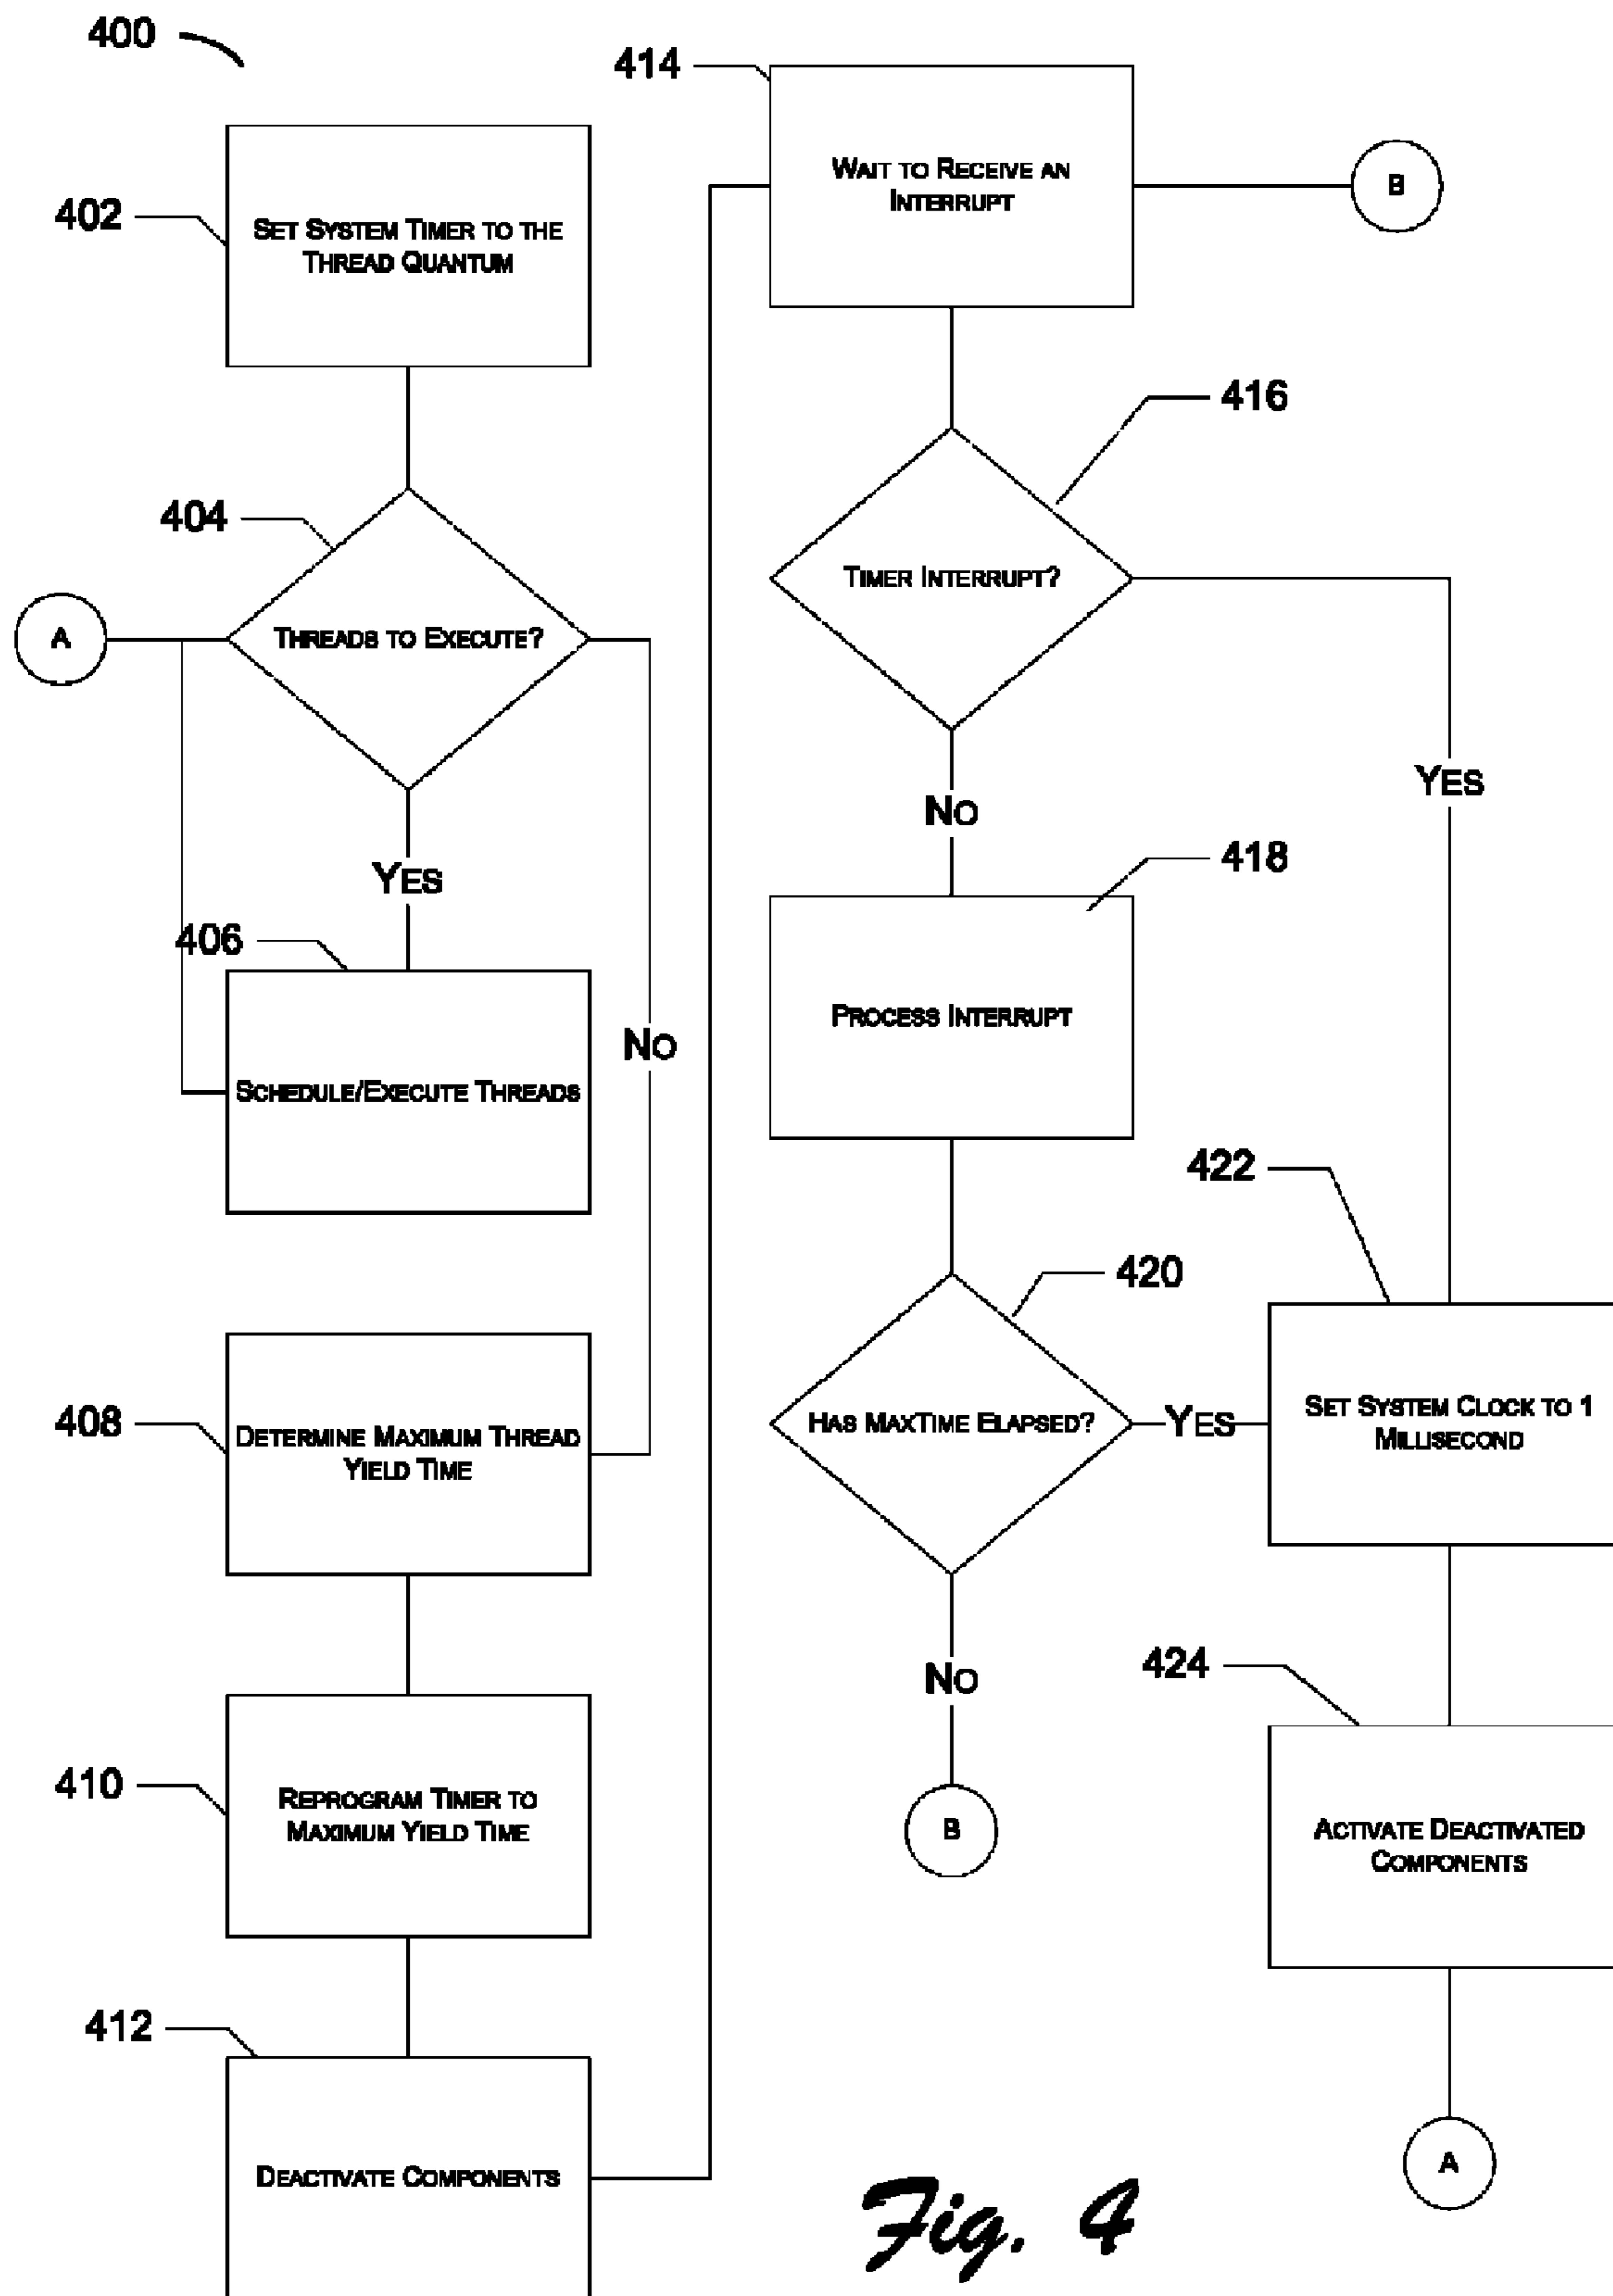 400
402
SET SYSTEM TIMER TO THE
THREAD QUANTUM
404
A
THREADS TO EXECUTE?
YES
406
NO
SCHEDULE/EXECUTE THREADS
408
DETERMINE MAXIMUM THREAD
YIELD TIME
410
REPROGRAM TIMER TO
MAXIMUM YIELD TIME
412
DEACTIVATE COMPONENTS
414
WAIT TO RECEIVE AN
INTERRUPT
B
416
TIMER INTERRUPT?
YES
NO
418
PROCESS INTERRUPT
420
HAS MAXTIME ELAPSED?
YES
NO
B
422
SET SYSTEM CLOCK TO 1
MILLISECOND
424
ACTIVATE DEACTIVATED
COMPONENTS
A
Fig. 4